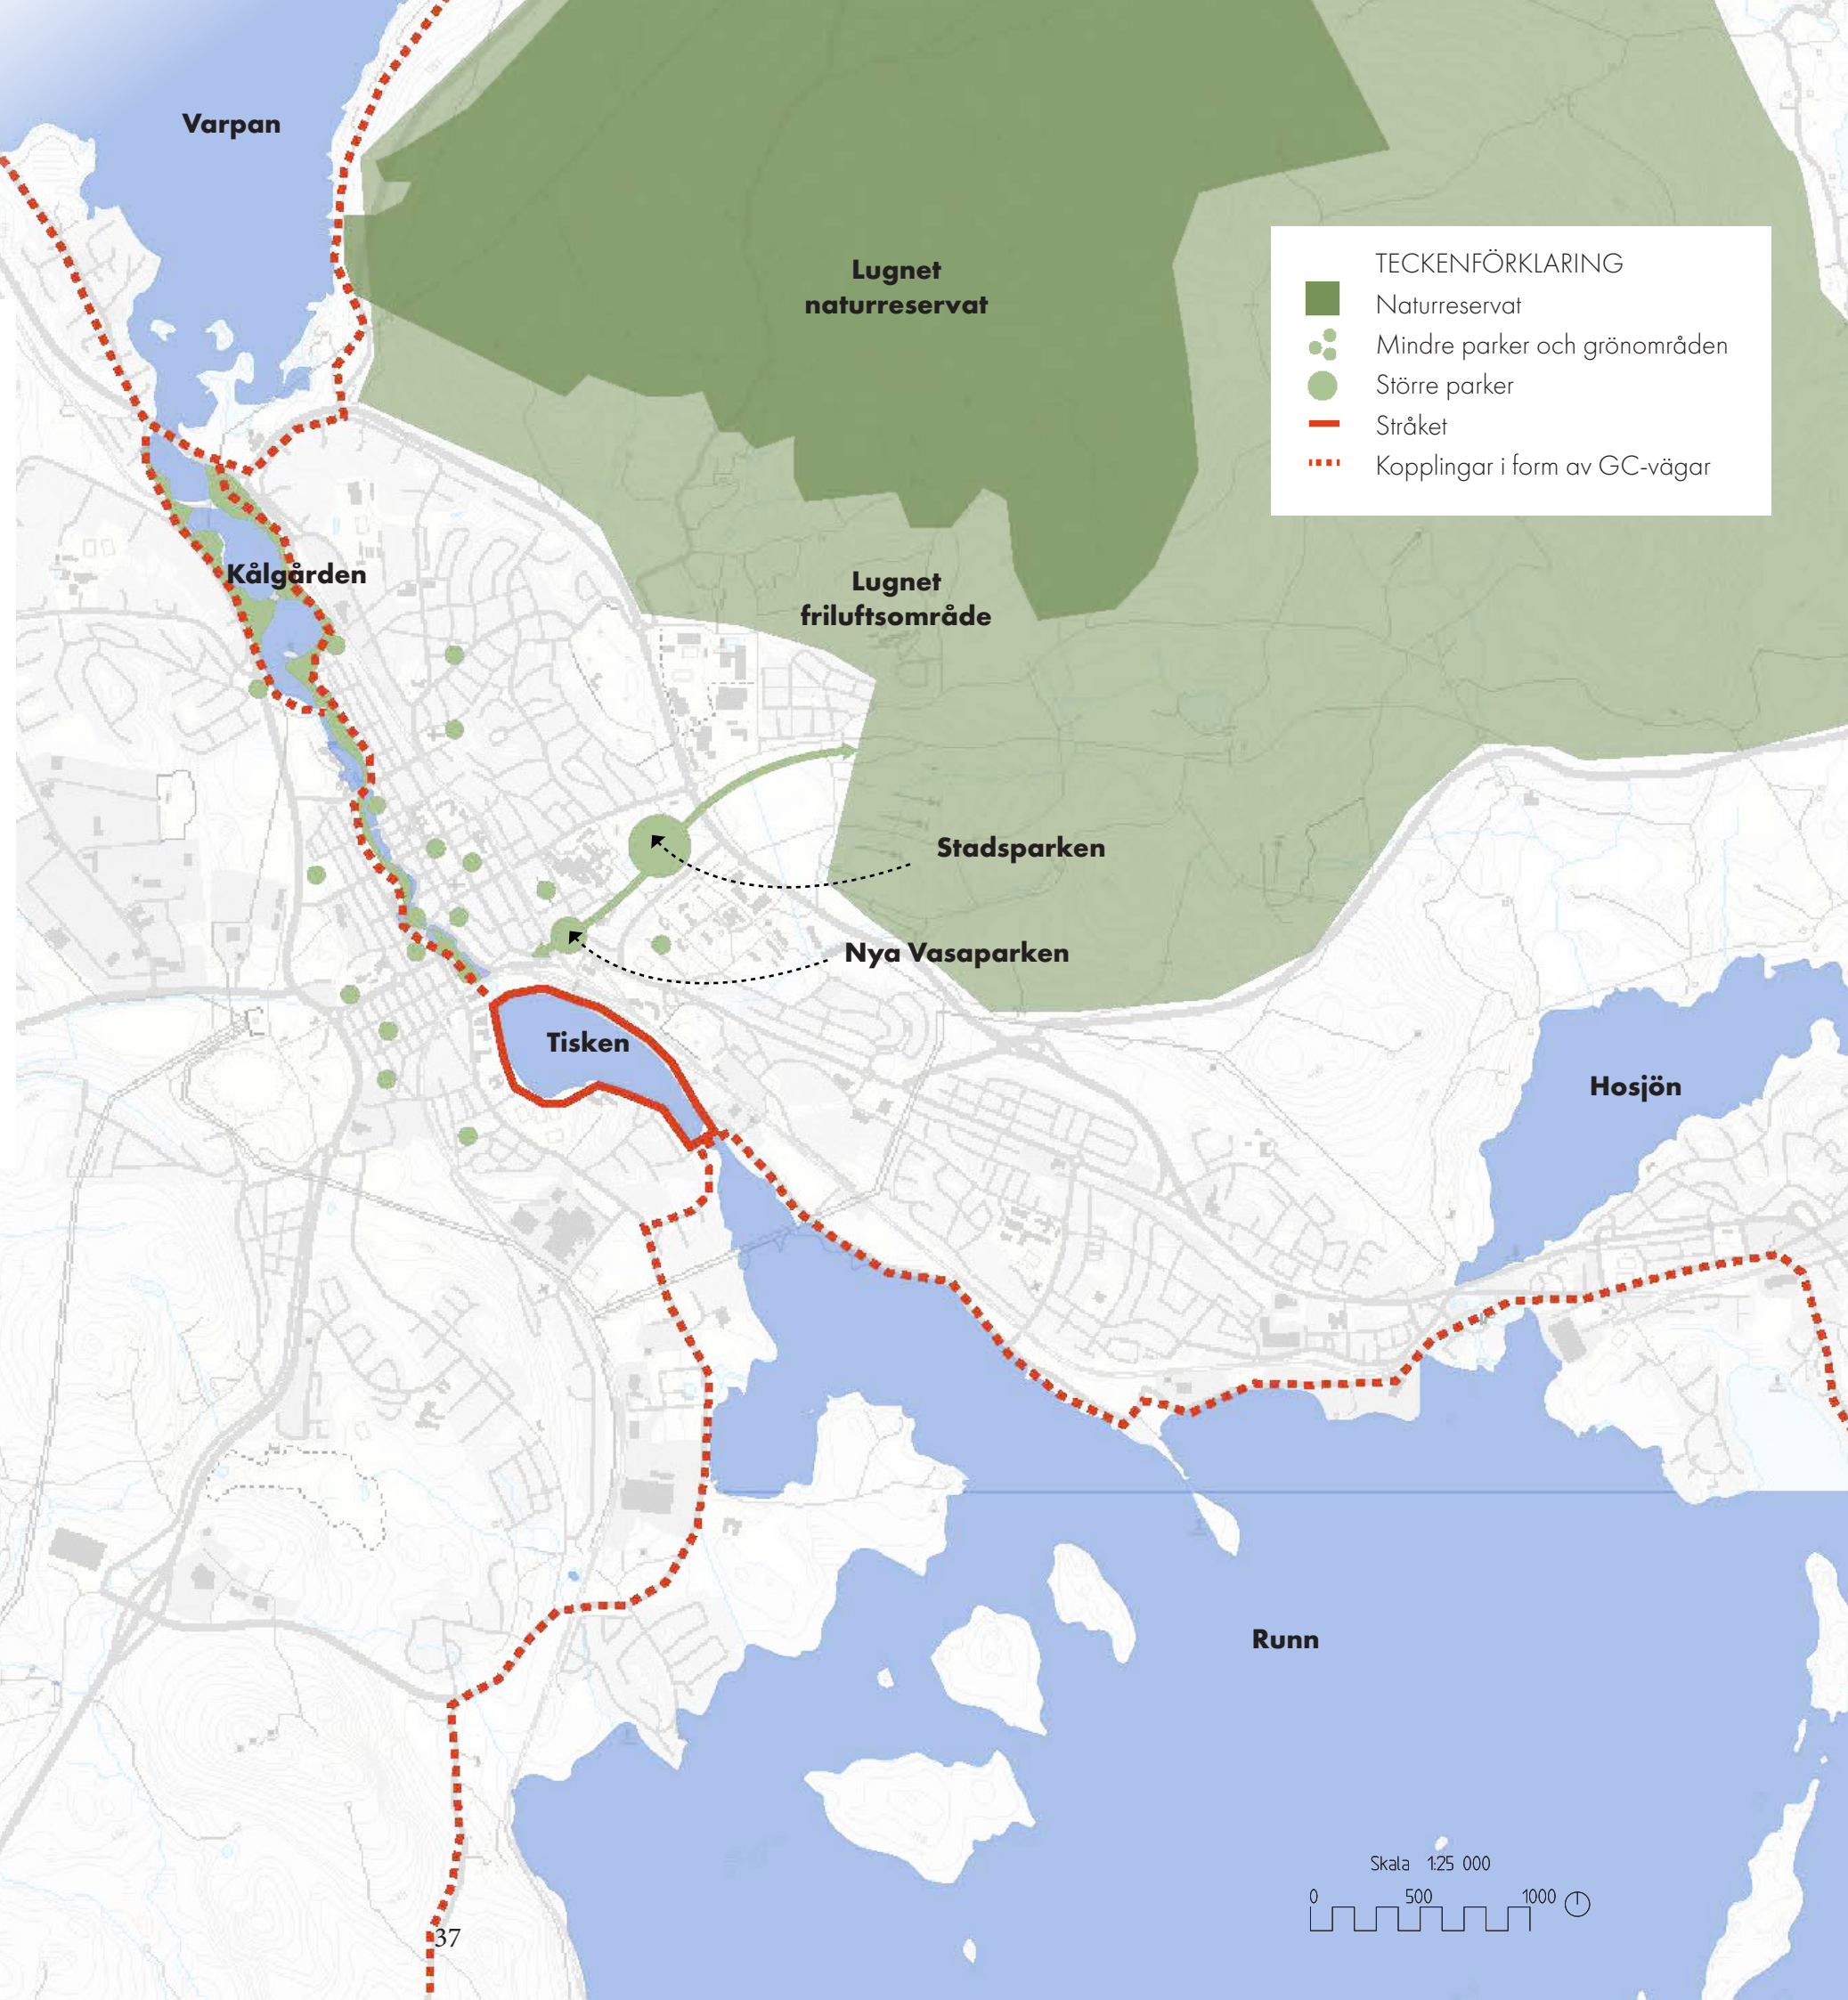 Varpan
Lugnet
naturreservat
TECKENFÖRKLARING
Naturreservat
Mindre parker och grönområden
Större parker
Stråket
Kopplingar i form av GC-vägar
Kålgården
Lugnet
friluftsområde
Stadsparken
Nya Vasaparken
Tisken
Hosjön
Runn
Skala 1:25 000
0 500 1000
37